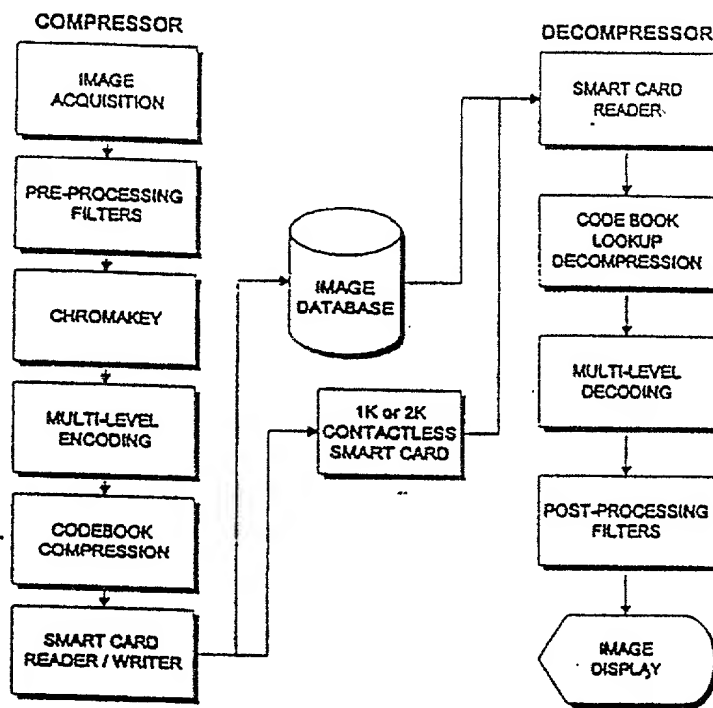 COMPRESSOR
IMAGE
ACQUISITION
PRE-PROCESSING
FILTERS
CHROMAKEY
MULTI-LEVEL
ENCODING
CODEBOOK
COMPRESSION
SMART CARD
READER / WRITER
IMAGE
DATABASE
1K or 2K
CONTACTLESS
SMART CARD
DECOMPRESSOR
SMART CARD
READER
CODE BOOK
LOOKUP
DECOMPRESSION
MULTI-LEVEL
DECODING
POST-PROCESSING
FILTERS
IMAGE
DISPLAY